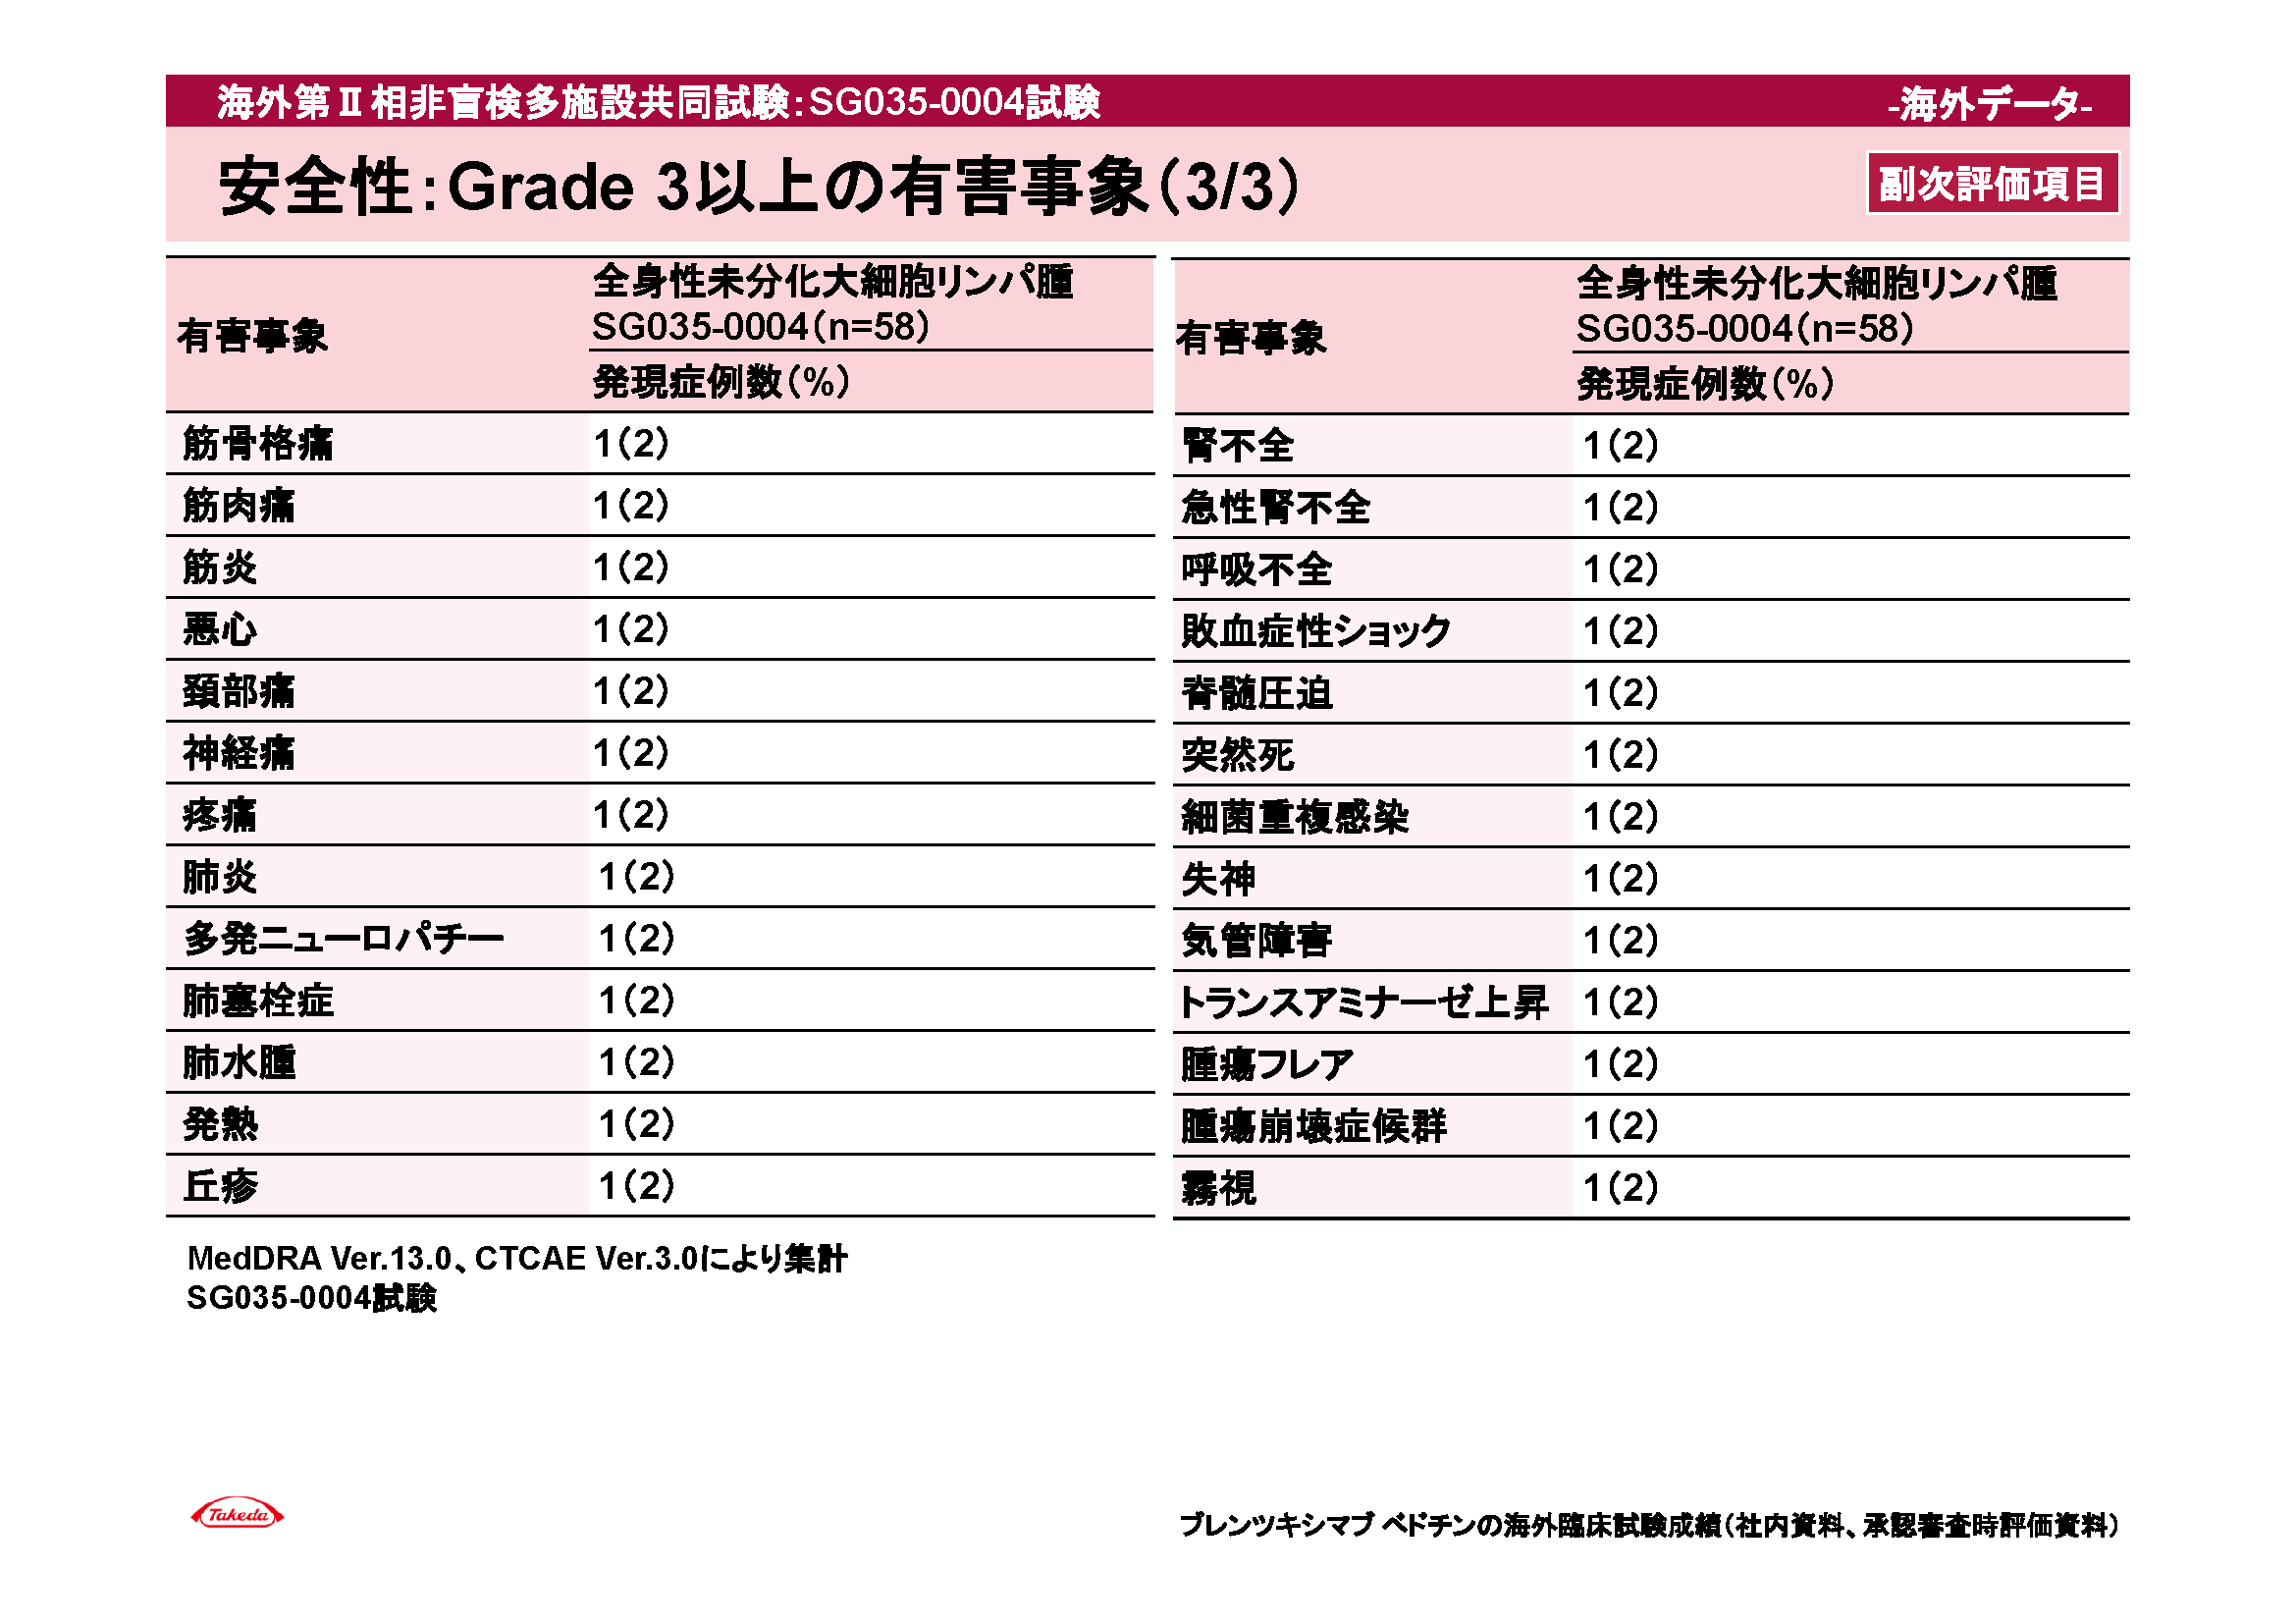 海外第Ⅱ相非盲検多施設共同試験：SG035-0004試験
-海外データ-
安全性：Grade 3以上の有害事象（3/3）
副次評価項目
有害事象
全身性未分化大細胞リンパ腫
SG035-0004（n=58）
発現症例数（%）
筋骨格痛 1（2）
筋肉痛 1（2）
筋炎 1（2）
悪心 1（2）
頚部痛 1（2）
神経痛 1（2）
疼痛 1（2）
肺炎 1（2）
多発ニューロパチー 1（2）
肺塞栓症 1（2）
肺水腫 1（2）
発熱 1（2）
丘疹 1（2）
有害事象
全身性未分化大細胞リンパ腫
SG035-0004（n=58）
発現症例数（%）
腎不全 1（2）
急性腎不全 1（2）
呼吸不全 1（2）
敗血症性ショック 1（2）
脊髄圧迫 1（2）
突然死 1（2）
細菌重複感染 1（2）
失神 1（2）
気管障害 1（2）
トランスアミナーゼ上昇 1（2）
腫瘍フレア 1（2）
腫瘍崩壊症候群 1（2）
霧視 1（2）
MedDRA Ver.13.0、CTCAE Ver.3.0により集計
SG035-0004試験
Takeda
ブレンツキシマブ ベドチンの海外臨床試験成績（社内資料、承認審査時評価資料）